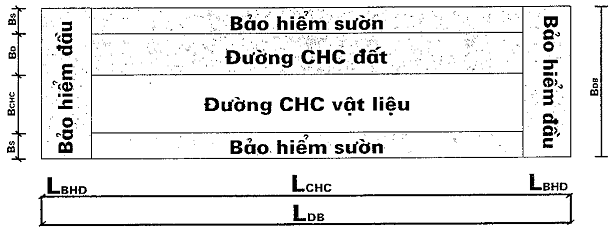 Bs
Bảo hiểm sườn
BD
Đường CHC đất
Bảo hiểm đầu
Bảo hiểm đầu
BDB
BCHC
Đường CHC vật liệu
Bs
Bảo hiểm sườn
LBHD LCHC LBHD
LDB